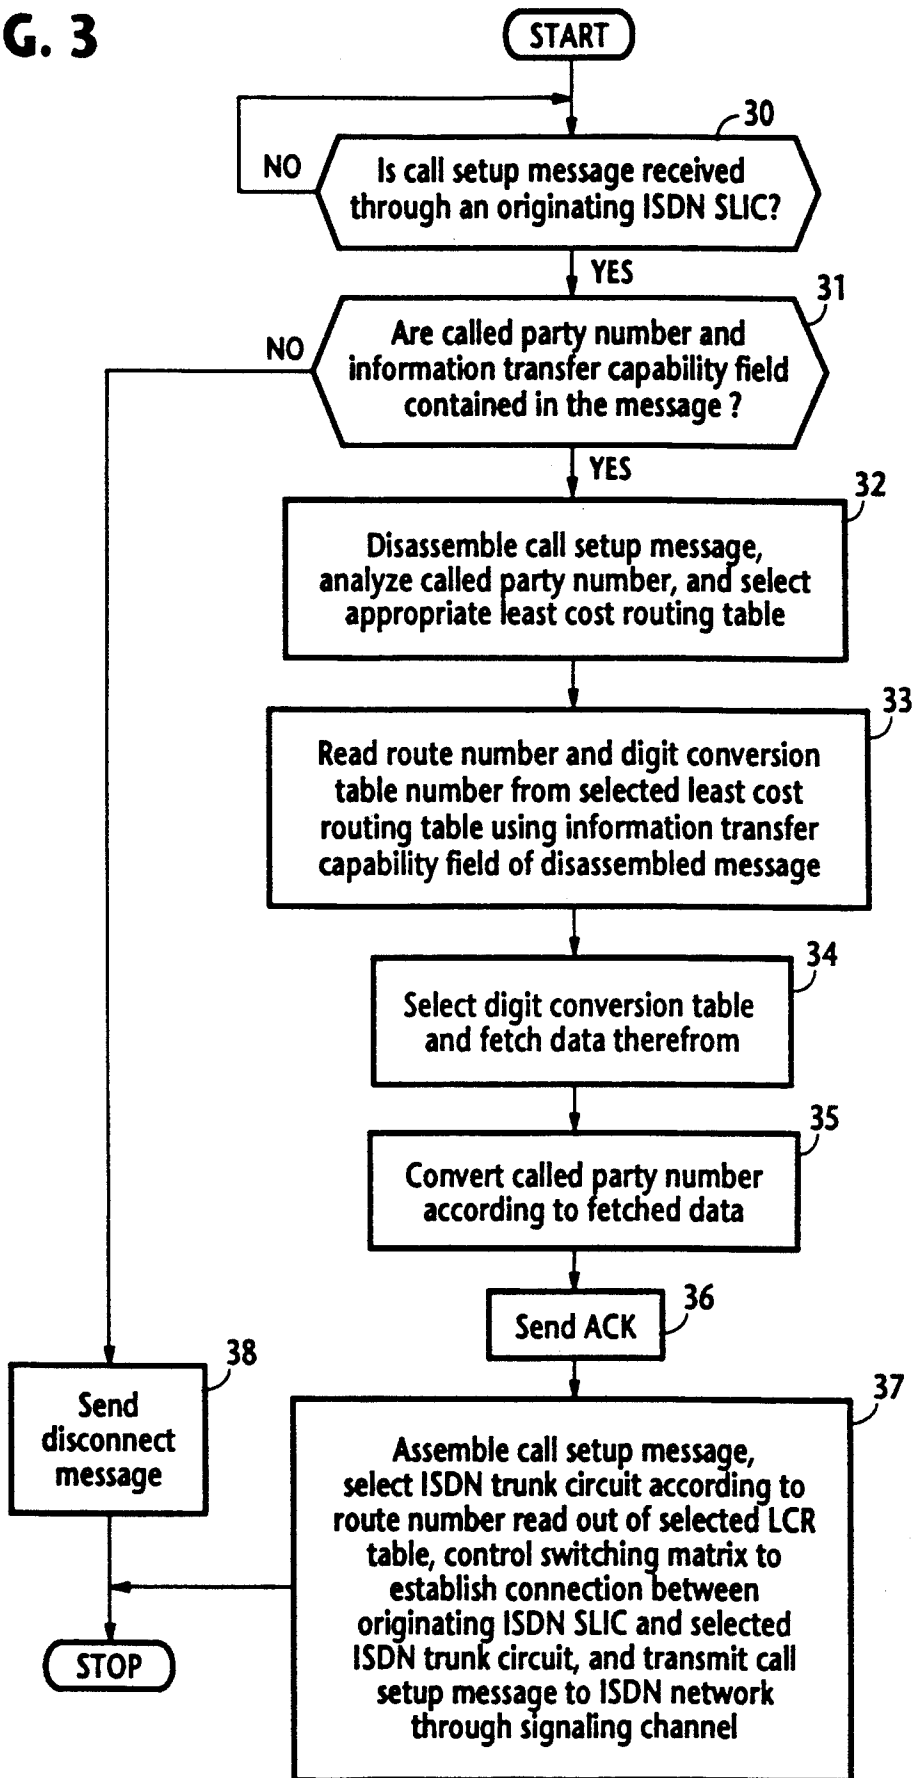 G. 3
START
30
NO
Is call setup message received
through an originating ISDN SLIC?
YES
31
NO
Are called party number and
information transfer capability field
contained in the message ?
YES
32
Disassemble call setup message,
analyze called party number, and select
appropriate least cost routing table
33
Read route number and digit conversion
table number from selected least cost
routing table using information transfer
capability field of disassembled message
34
Select digit conversion table
and fetch data therefrom
35
Convert called party number
according to fetched data
36
Send ACK
38
Send
disconnect
message
37
Assemble call setup message,
select ISDN trunk circuit according to
route number read out of selected LCR
table, control switching matrix to
establish connection between
originating ISDN SLIC and selected
ISDN trunk circuit, and transmit call
setup message to ISDN network
through signaling channel
STOP